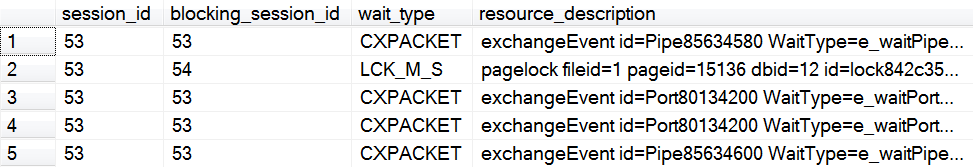 session_id blocking_session_id wait_type resource_description
1 53 53 CXPACKET exchangeEvent id=Pipe85634580 WaitType=e_waitPipe...
2 53 54 LCK_M_S pagelock fileid=1 pageid=15136 dbid=12 id=lock842c35...
3 53 53 CXPACKET exchangeEvent id=Port80134200 WaitType=e_waitPort...
4 53 53 CXPACKET exchangeEvent id=Port80134200 WaitType=e_waitPort...
5 53 53 CXPACKET exchangeEvent id=Pipe85634600 WaitType=e_waitPipe...